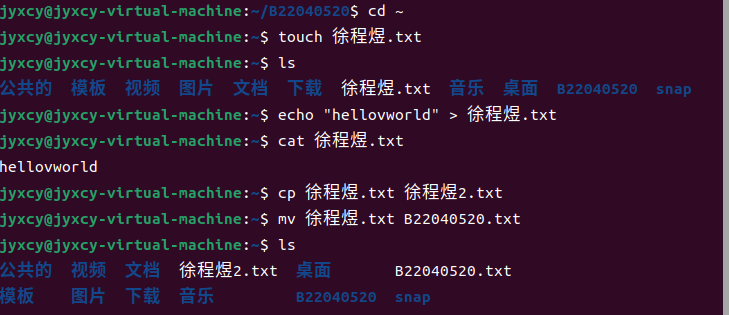 jyxcy@jyxcy-virtual-machine:~/B22040520$ cd ~
jyxcy@jyxcy-virtual-machine:~$ touch 徐程煜.txt
jyxcy@jyxcy-virtual-machine:~$ ls
公共的 模板 视频 图片 文档 下载 徐程煜.txt 音乐 桌面 B22040520 snap
jyxcy@jyxcy-virtual-machine:~$ echo "hellovworld" > 徐程煜.txt
jyxcy@jyxcy-virtual-machine:~$ cat 徐程煜.txt
hellovworld
jyxcy@jyxcy-virtual-machine:~$ cp 徐程煜.txt 徐程煜2.txt
jyxcy@jyxcy-virtual-machine:~$ mv 徐程煜.txt B22040520.txt
jyxcy@jyxcy-virtual-machine:~$ ls
公共的 视频 文档 徐程煜2.txt 桌面 B22040520.txt
模板 图片 下载 音乐 B22040520 snap